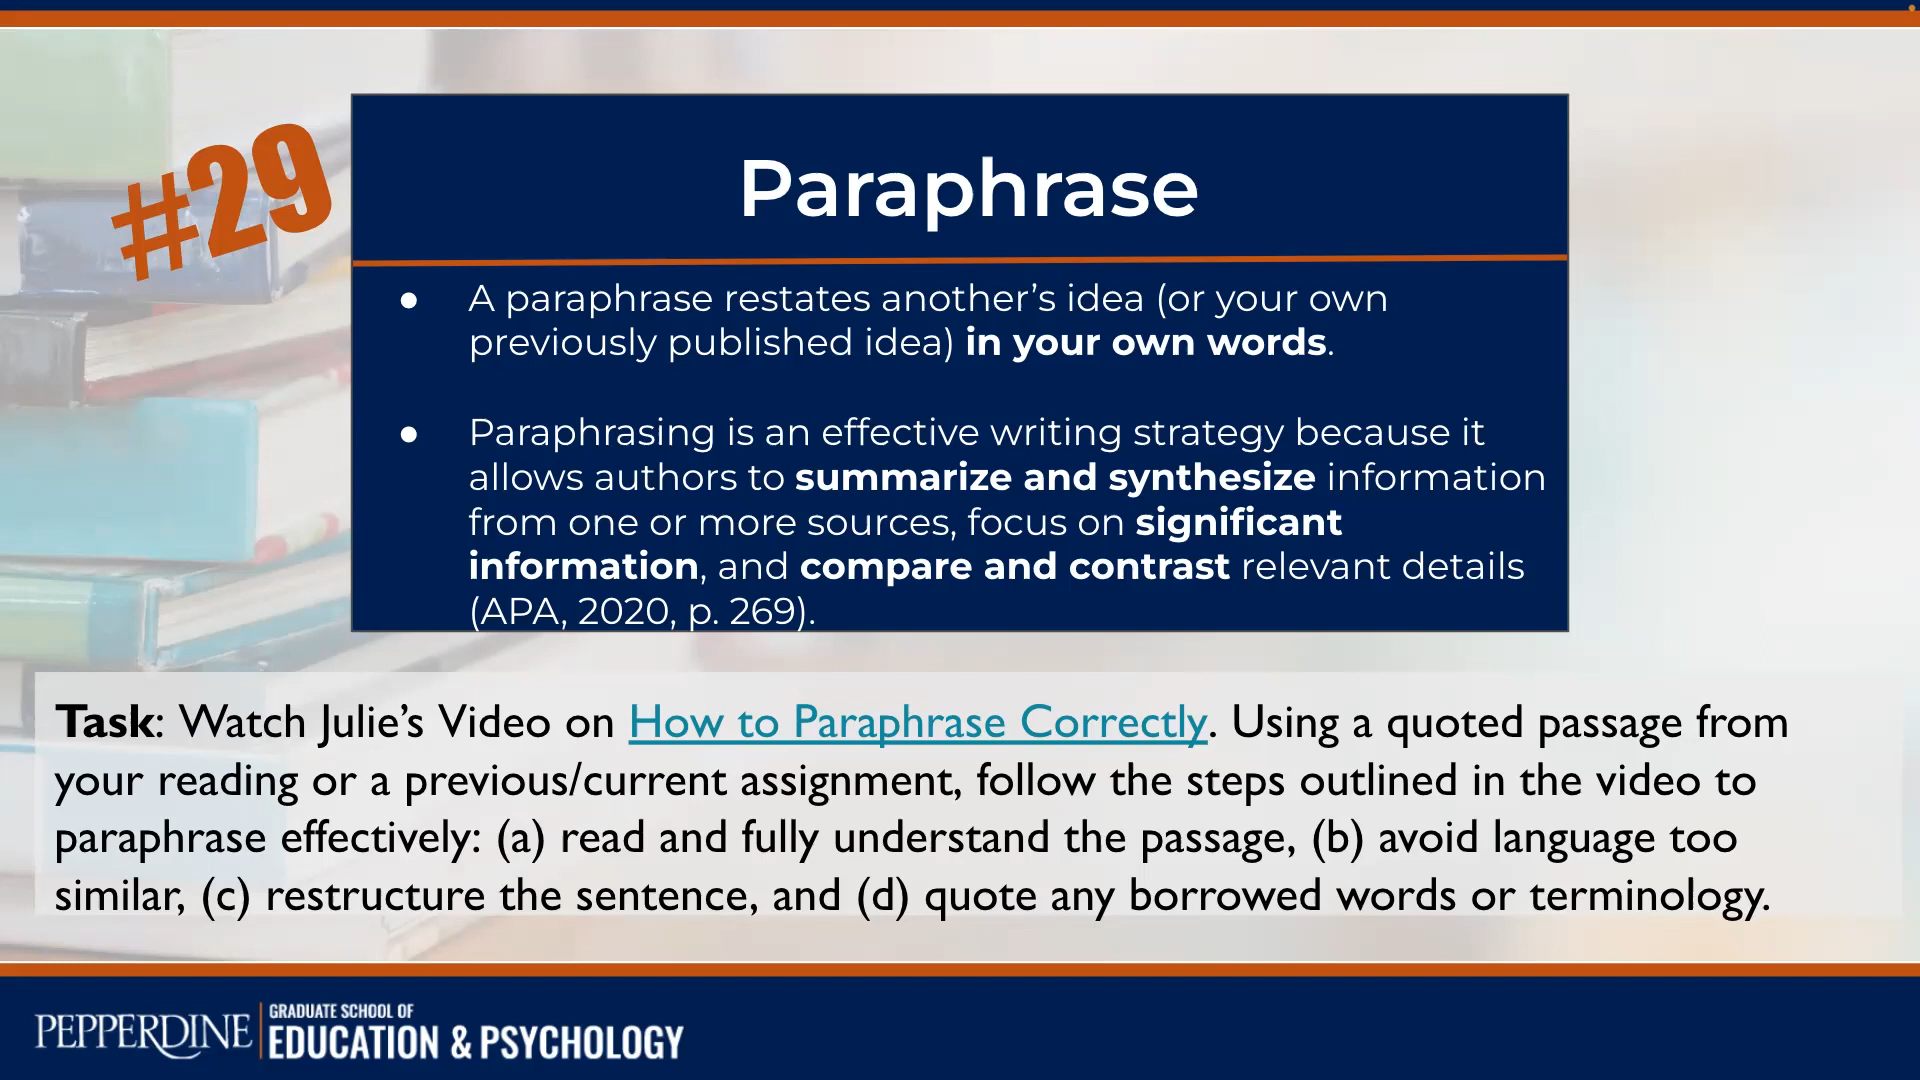 #29
Paraphrase
● A paraphrase restates another’s idea (or your own
previously published idea) in your own words.
● Paraphrasing is an effective writing strategy because it
allows authors to summarize and synthesize information
from one or more sources, focus on significant
information, and compare and contrast relevant details
(APA, 2020, p. 269).
Task: Watch Julie’s Video on How to Paraphrase Correctly. Using a quoted passage from
your reading or a previous/current assignment, follow the steps outlined in the video to
paraphrase effectively: (a) read and fully understand the passage, (b) avoid language too
similar, (c) restructure the sentence, and (d) quote any borrowed words or terminology.
PEPPERDINE
GRADUATE SCHOOL OF
EDUCATION & PSYCHOLOGY